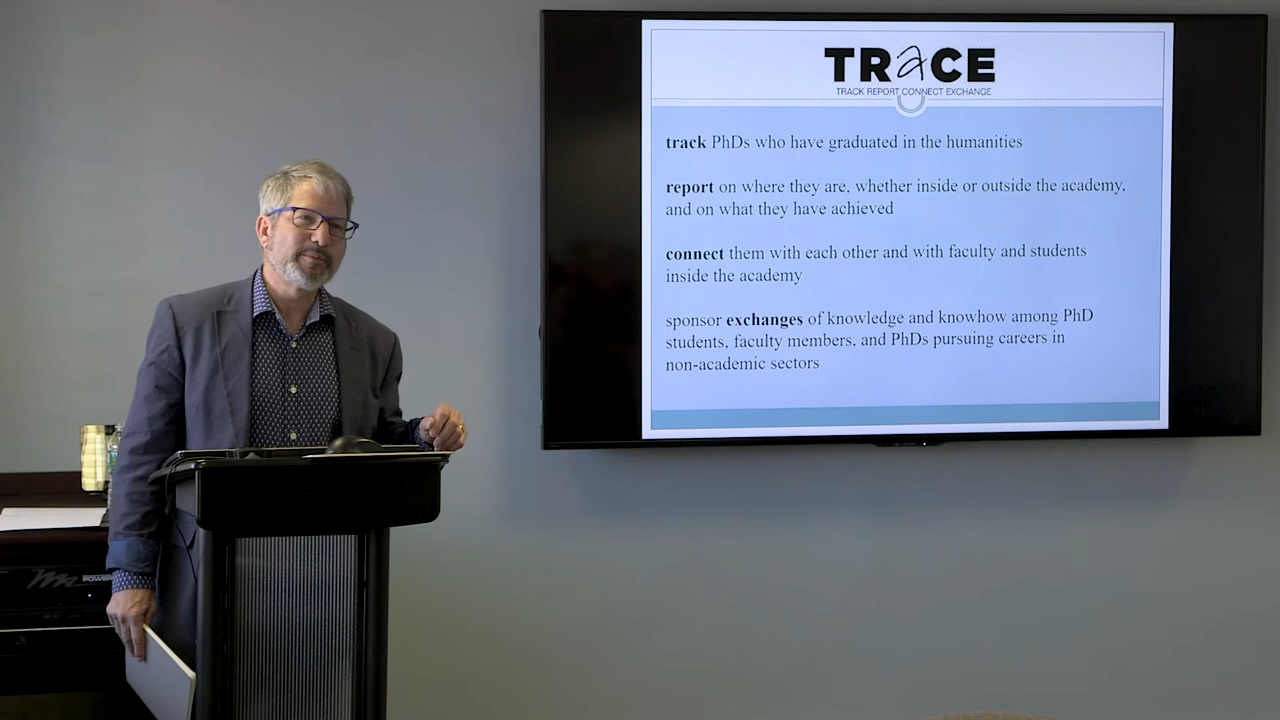 TRaCE
TRACK REPORT CONNECT EXCHANGE
track PhDs who have graduated in the humanities
report on where they are, whether inside or outside the academy,
and on what they have achieved
connect them with each other and with faculty and students
inside the academy
sponsor exchanges of knowledge and knowhow among PhD
students, faculty members, and PhDs pursuing careers in
non-academic sectors